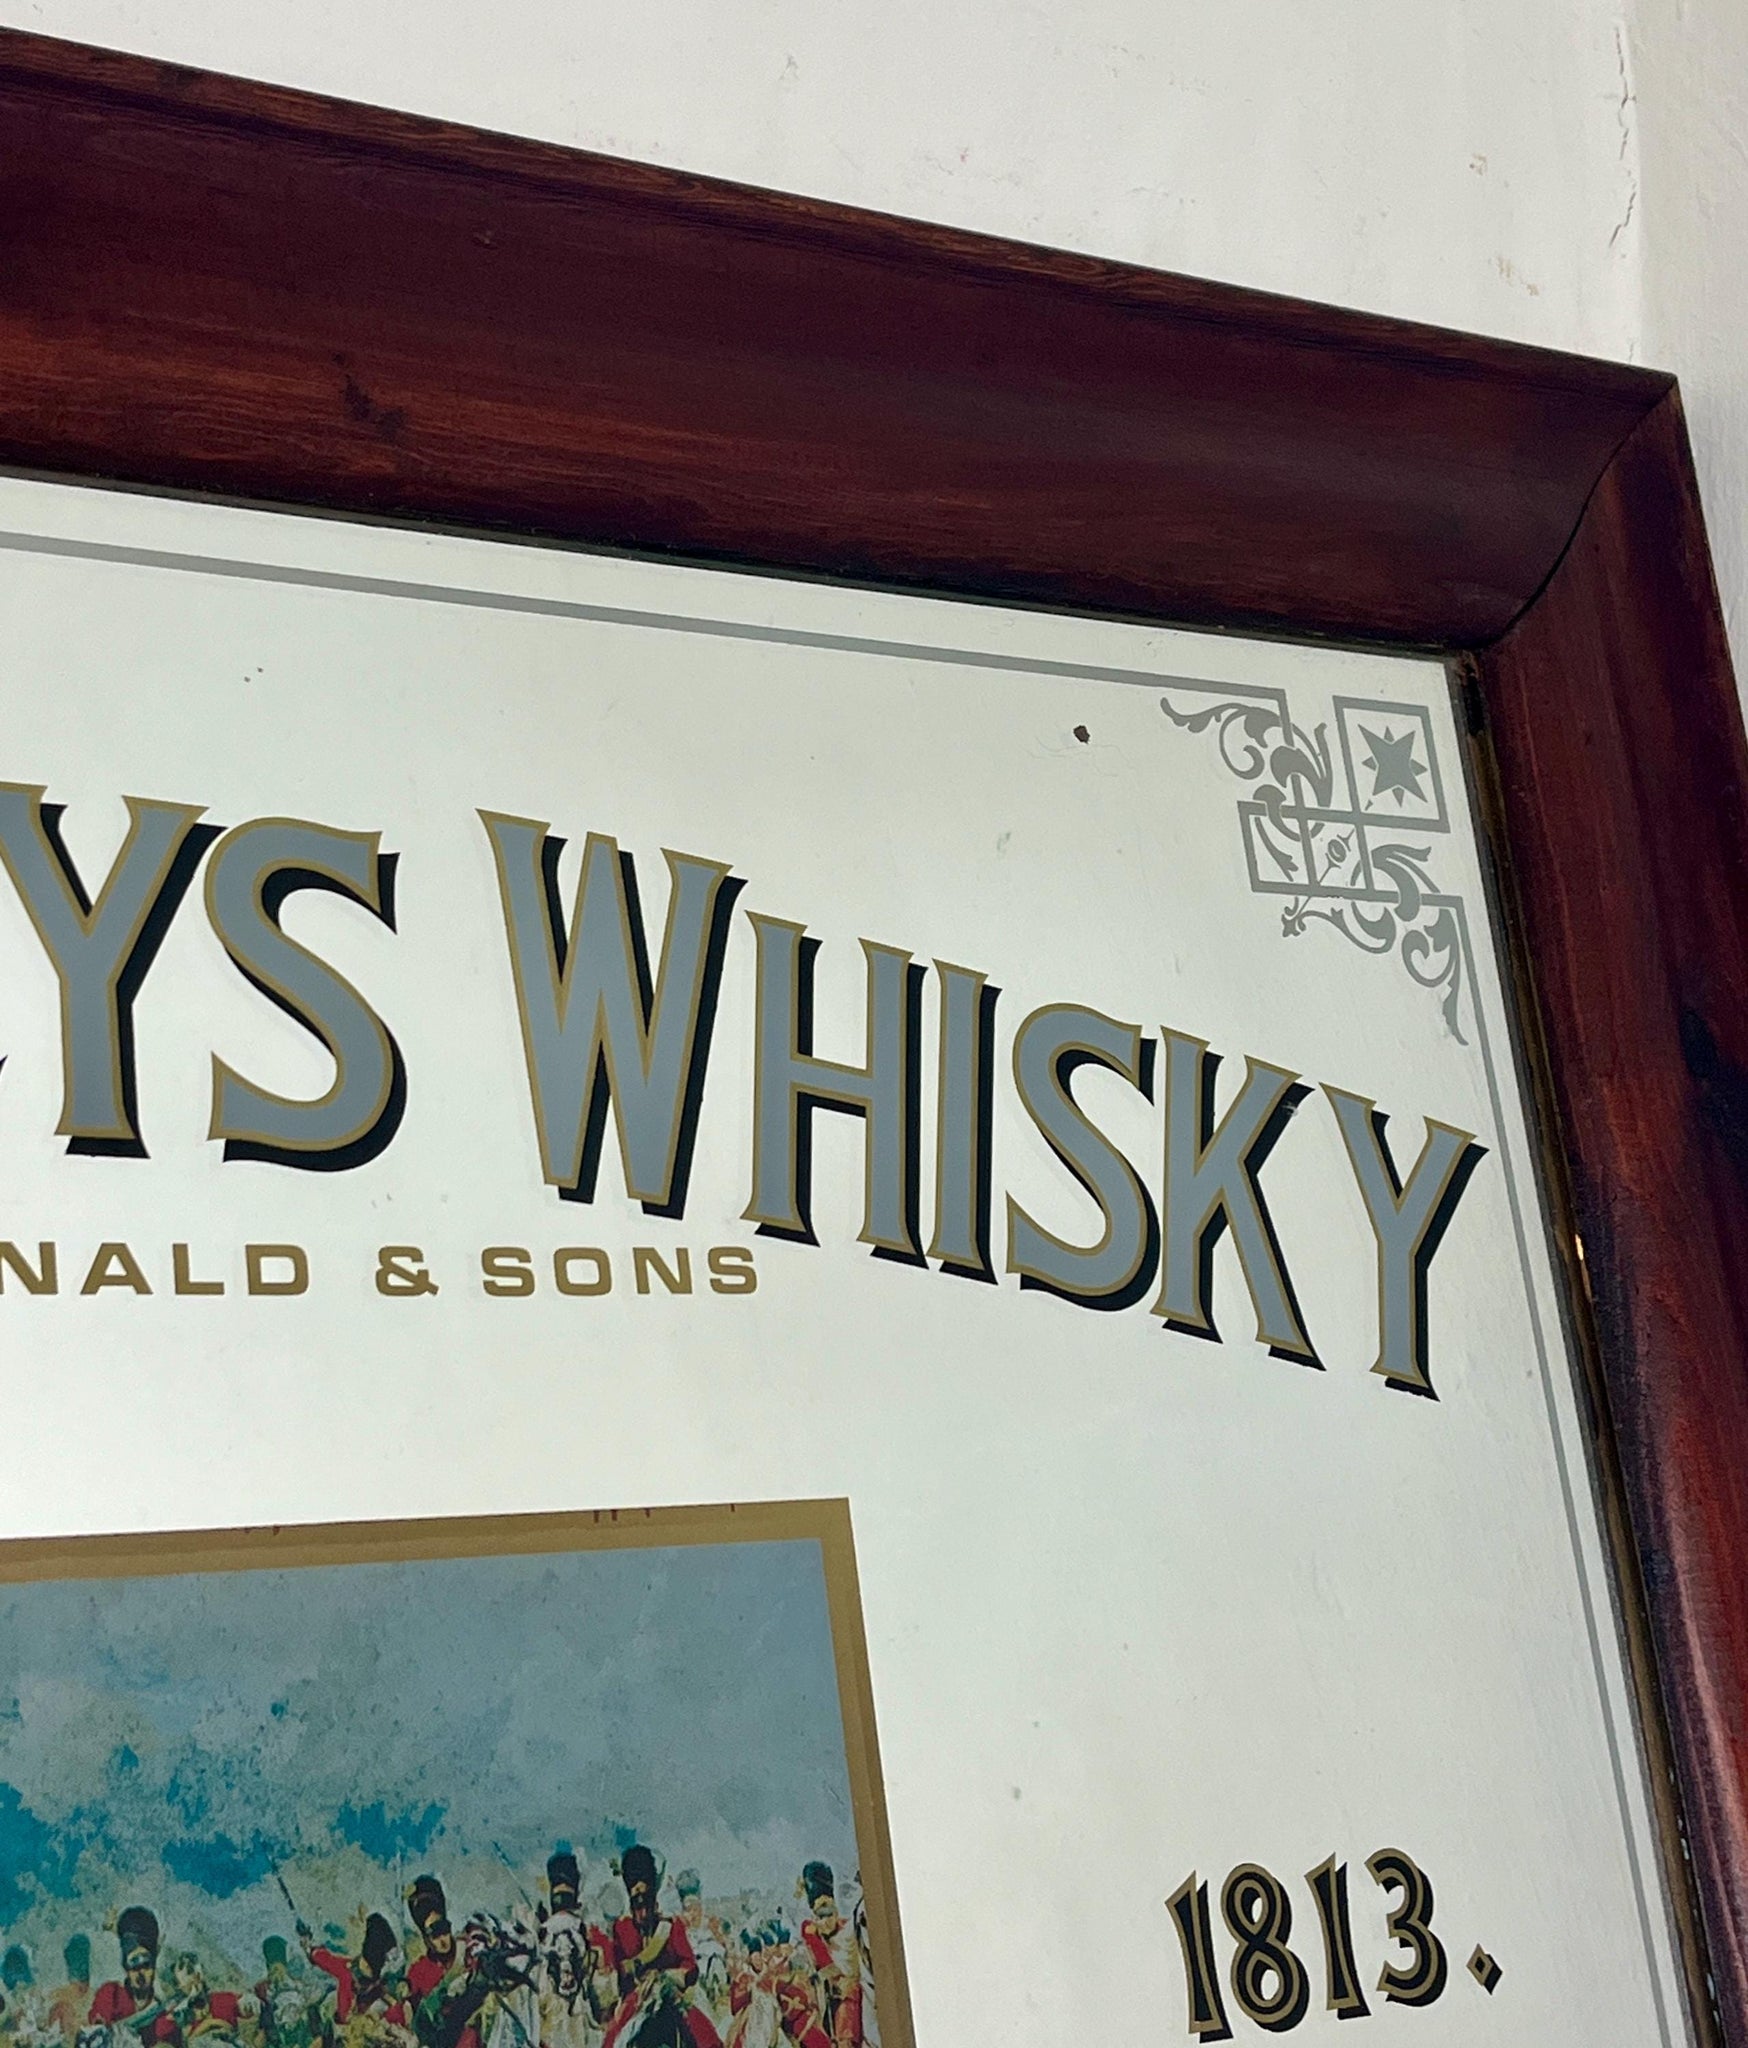 YS WHISKY
NALD & SONS
1813.